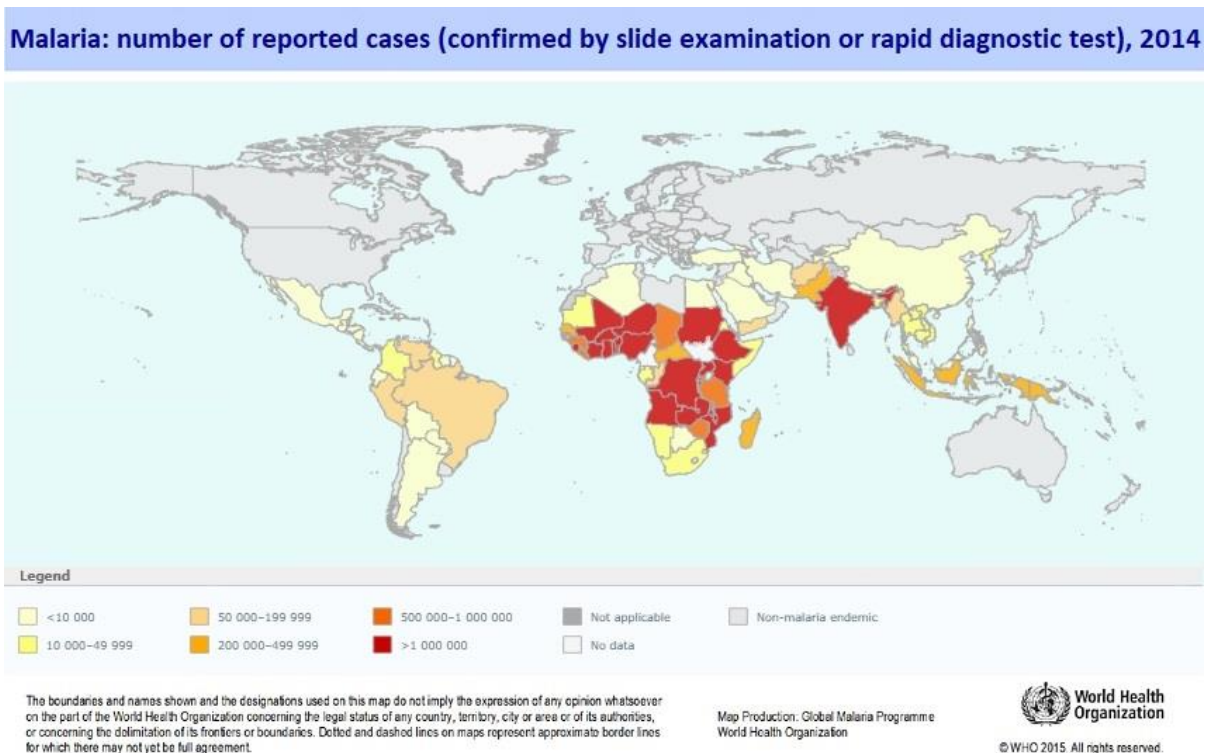 Malaria: number of reported cases (confirmed by slide examination or rapid diagnostic test), 2014
Legend
<10 000
50 000–199 999
500 000–1 000 000
Not applicable
Non-malaria endemic
10 000–49 999
200 000–499 999
>1 000 000
No data
The boundaries and names shown and the designations used on this map do not imply the expression of any opinion whatsoever
on the part of the World Health Organization concerning the legal status of any country, territory, city or area or of its authorities,
or concerning the delimitation of its frontiers or boundaries. Dotted and dashed lines on maps represent approximate border lines
for which there may not yet be full agreement.
Map Production: Global Malaria Programme
World Health Organization
World Health
Organization
© WHO 2015. All rights reserved.